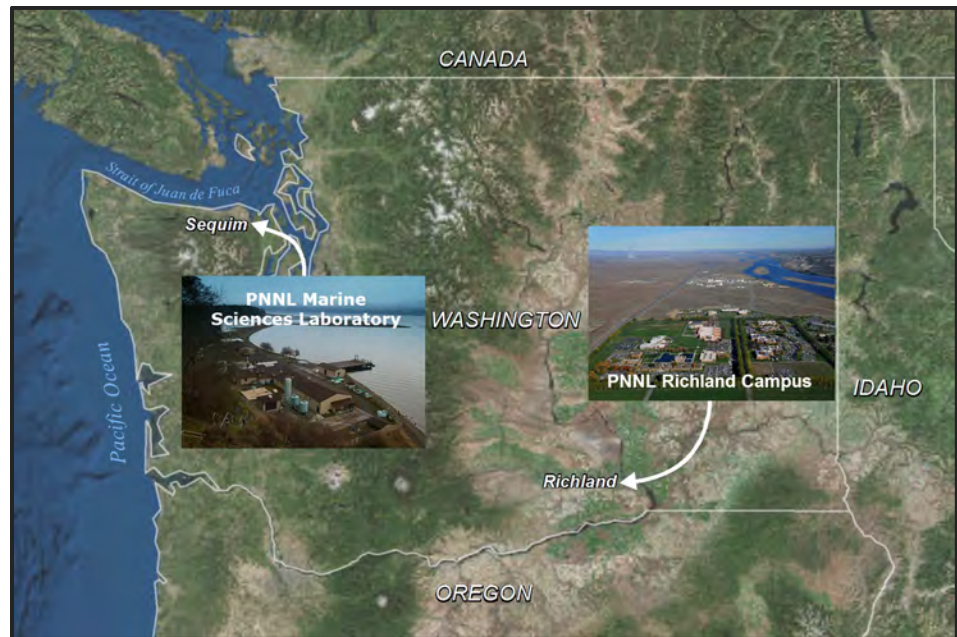 CANADA
Strait of Juan de Fuca
Sequim
PNNL Marine
Sciences Laboratory
WASHINGTON
PNNL Richland Campus
IDAHO
Pacific Ocean
Richland
OREGON